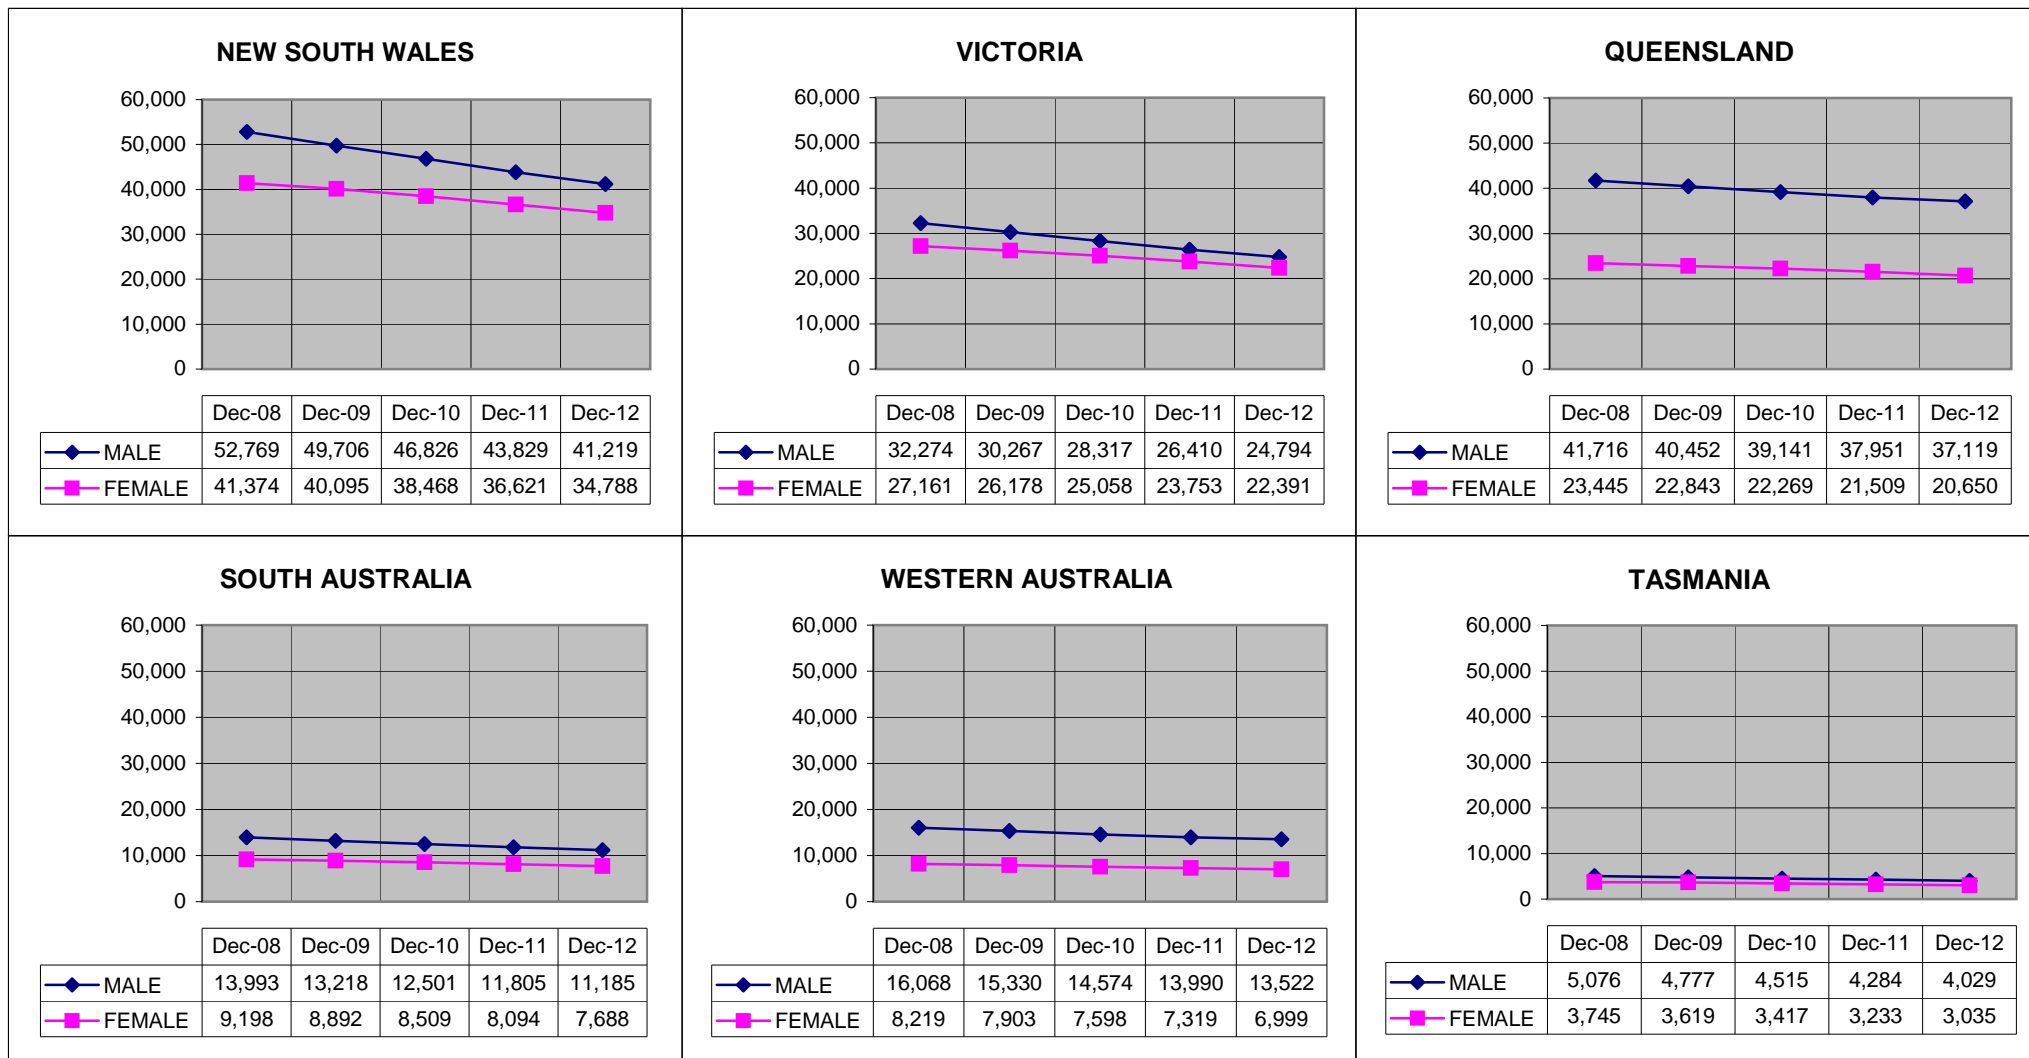 NEW SOUTH WALES
60,000
50,000
40,000
30,000
20,000
10,000
0
Dec-08 Dec-09 Dec-10 Dec-11 Dec-12
MALE 52,769 49,706 46,826 43,829 41,219
FEMALE 41,374 40,095 38,468 36,621 34,788
VICTORIA
60,000
50,000
40,000
30,000
20,000
10,000
0
Dec-08 Dec-09 Dec-10 Dec-11 Dec-12
MALE 32,274 30,267 28,317 26,410 24,794
FEMALE 27,161 26,178 25,058 23,753 22,391
QUEENSLAND
60,000
50,000
40,000
30,000
20,000
10,000
0
Dec-08 Dec-09 Dec-10 Dec-11 Dec-12
MALE 41,716 40,452 39,141 37,951 37,119
FEMALE 23,445 22,843 22,269 21,509 20,650
SOUTH AUSTRALIA
60,000
50,000
40,000
30,000
20,000
10,000
0
Dec-08 Dec-09 Dec-10 Dec-11 Dec-12
MALE 13,993 13,218 12,501 11,805 11,185
FEMALE 9,198 8,892 8,509 8,094 7,688
WESTERN AUSTRALIA
60,000
50,000
40,000
30,000
20,000
10,000
0
Dec-08 Dec-09 Dec-10 Dec-11 Dec-12
MALE 16,068 15,330 14,574 13,990 13,522
FEMALE 8,219 7,903 7,598 7,319 6,999
TASMANIA
60,000
50,000
40,000
30,000
20,000
10,000
0
Dec-08 Dec-09 Dec-10 Dec-11 Dec-12
MALE 5,076 4,777 4,515 4,284 4,029
FEMALE 3,745 3,619 3,417 3,233 3,035